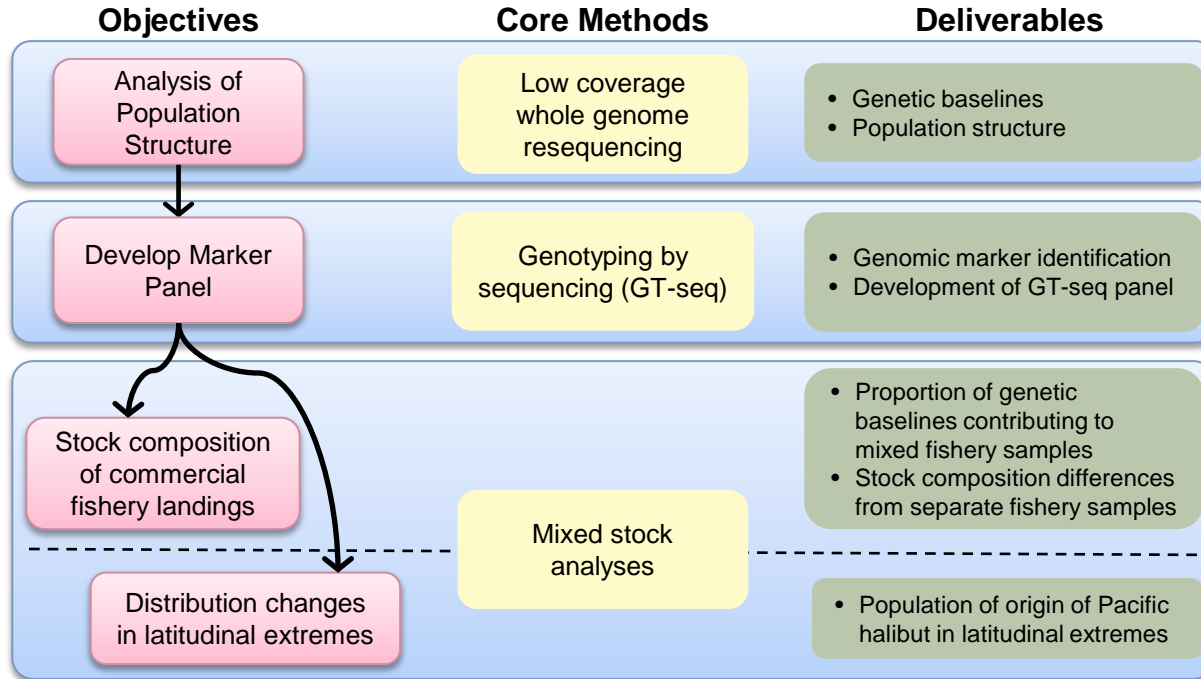 Objectives
Core Methods
Deliverables
Analysis of
Population
Structure
Low coverage
whole genome
resequencing
• Genetic baselines
• Population structure
Develop Marker
Panel
Genotyping by
sequencing (GT-seq)
• Genomic marker identification
• Development of GT-seq panel
Stock composition
of commercial
fishery landings
Mixed stock
analyses
• Proportion of genetic
baselines contributing to
mixed fishery samples
• Stock composition differences
from separate fishery samples
Distribution changes
in latitudinal extremes
• Population of origin of Pacific
halibut in latitudinal extremes